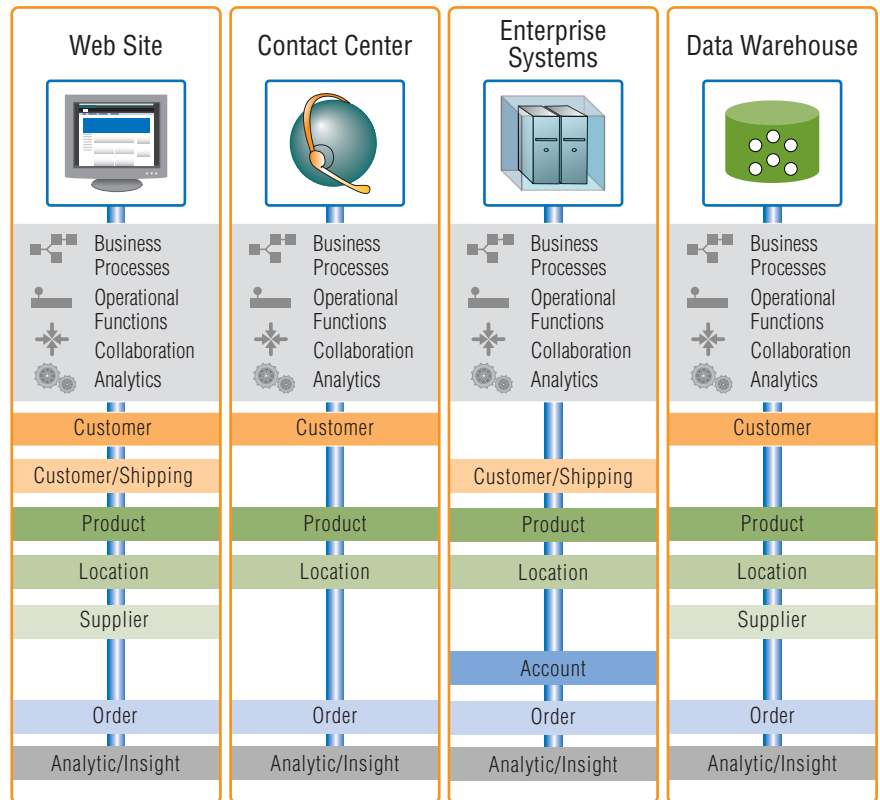 Web Site
Business
Processes
Operational
Functions
Collaboration
Analytics
Customer
Customer/Shipping
Product
Location
Supplier
Order
Analytic/Insight
Contact Center
Business
Processes
Operational
Functions
Collaboration
Analytics
Customer
Product
Location
Order
Analytic/Insight
Enterprise
Systems
Business
Processes
Operational
Functions
Collaboration
Analytics
Customer/Shipping
Product
Location
Account
Order
Analytic/Insight
Data Warehouse
Business
Processes
Operational
Functions
Collaboration
Analytics
Customer
Product
Location
Supplier
Order
Analytic/Insight